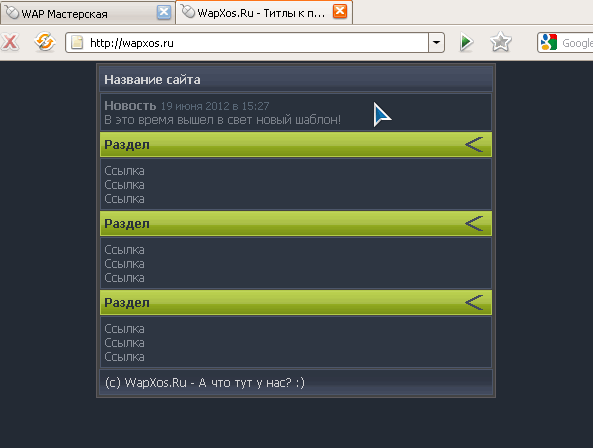 WAP Мастерская
WapXos.Ru - Титлы к п...
http://wapxos.ru
Google
Название сайта
Новость 19 июня 2012 в 15:27
В это время вышел в свет новый шаблон!
Раздел
Ссылка
Ссылка
Ссылка
Раздел
Ссылка
Ссылка
Ссылка
Раздел
Ссылка
Ссылка
Ссылка
(c) WapXos.Ru - А что тут у нас? :)